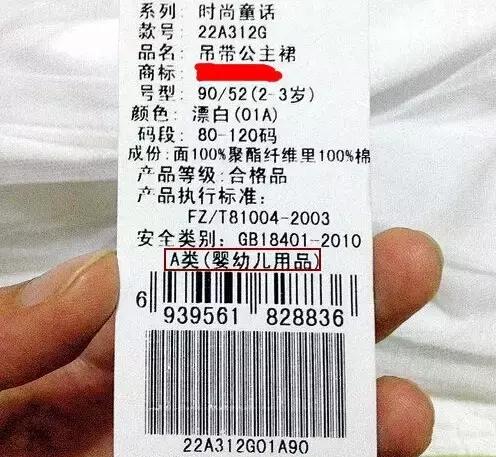 系列: 时尚童话
款号: 22A312G
品名: 吊带公主裙
商标:
号型: 90/52(2-3岁)
颜色: 漂白(01A)
码段: 80-120码
成份: 面100%聚酯纤维里100%棉
产品等级: 合格品
产品执行标准:
FZ/T81004-2003
安全类别: GB18401-2010
A类(婴幼儿用品)
6 939561 828836
22A312G01A90